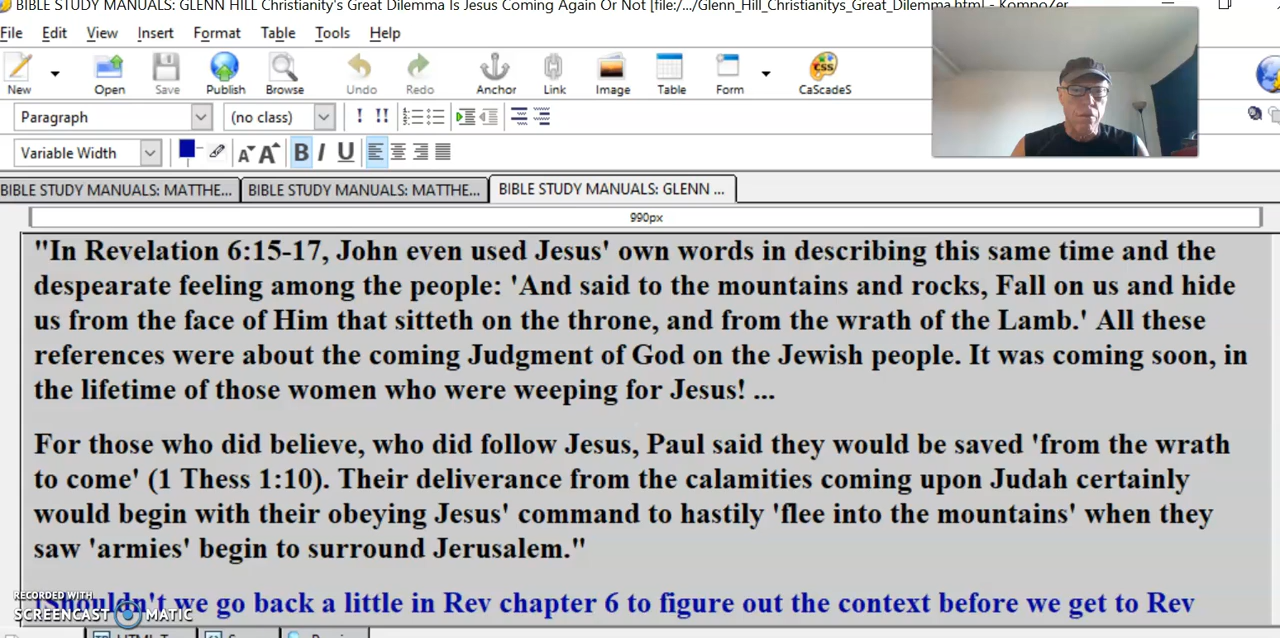 BIBLE STUDY MANUALS: GLENN HILL Christianity's Great Dilemma Is Jesus Coming Again Or Not [file:/.../Glenn_Hill_Christianitys_Great_Dilemma.html] - KompoZer
File Edit View Insert Format Table Tools Help
New Open Save Publish Browse Undo Redo Anchor Link Image Table Form CaScadeS
Paragraph (no class) ! !!
Variable Width A A B I U
BIBLE STUDY MANUALS: MATTHE... BIBLE STUDY MANUALS: MATTHE... BIBLE STUDY MANUALS: GLENN ...
990px
"In Revelation 6:15-17, John even used Jesus' own words in describing this same time and the
despearate feeling among the people: 'And said to the mountains and rocks, Fall on us and hide
us from the face of Him that sitteth on the throne, and from the wrath of the Lamb.' All these
references were about the coming Judgment of God on the Jewish people. It was coming soon, in
the lifetime of those women who were weeping for Jesus! ...
For those who did believe, who did follow Jesus, Paul said they would be saved 'from the wrath
to come' (1 Thess 1:10). Their deliverance from the calamities coming upon Judah certainly
would begin with their obeying Jesus' command to hastily 'flee into the mountains' when they
saw 'armies' begin to surround Jerusalem."
(Shouldn't we go back a little in Rev chapter 6 to figure out the context before we get to Rev
RECORDED WITH
SCREENCAST MATIC